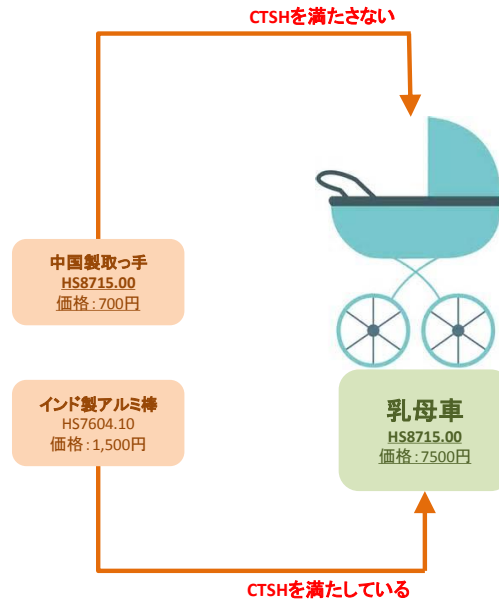 CTSHを満たさない
中国製取っ手
HS8715.00
価格：700円
インド製アルミ棒
HS7604.10
価格：1,500円
乳母車
HS8715.00
価格：7500円
CTSHを満たしている